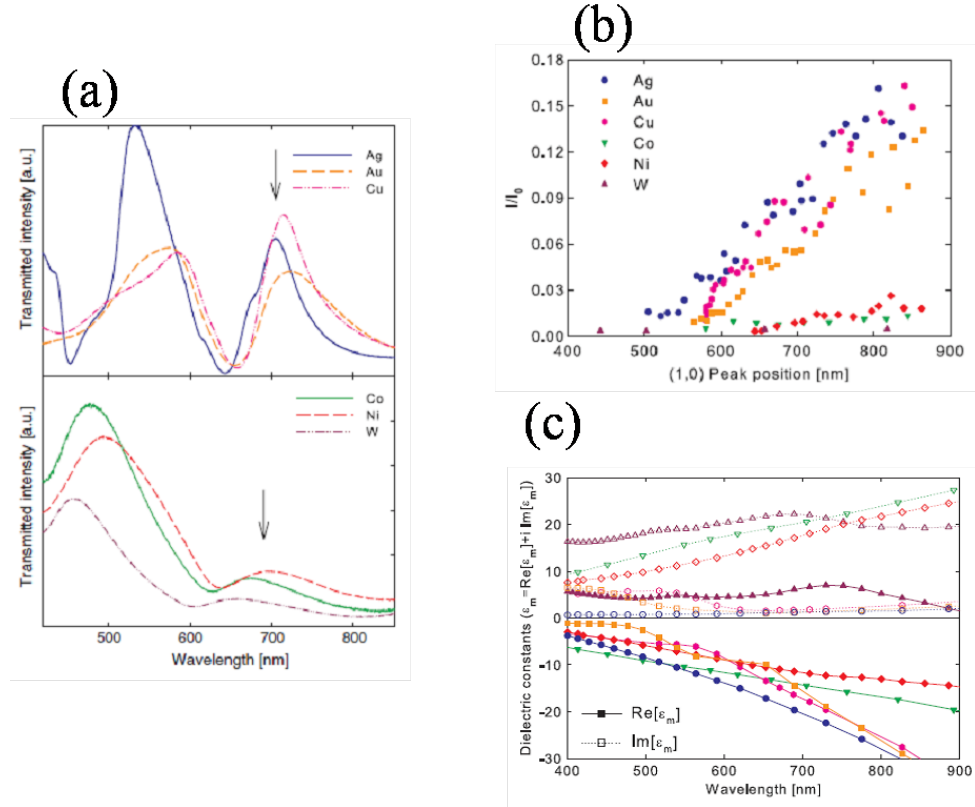 (a)
Transmitted intensity [a.u.]
Ag
Au
Cu
Transmitted intensity [a.u.]
Co
Ni
W
500 600 700 800
Wavelength [nm]
(b)
I/I0
0.18
0.15
0.12
0.09
0.06
0.03
0.00
Ag
Au
Cu
Co
Ni
W
400 500 600 700 800 900
(1,0) Peak position [nm]
(c)
Dielectric constants (εm=Re[εm]+i Im[εm])
30
20
10
0
-10
-20
-30
Re[εm]
Im[εm]
400 500 600 700 800 900
Wavelength [nm]